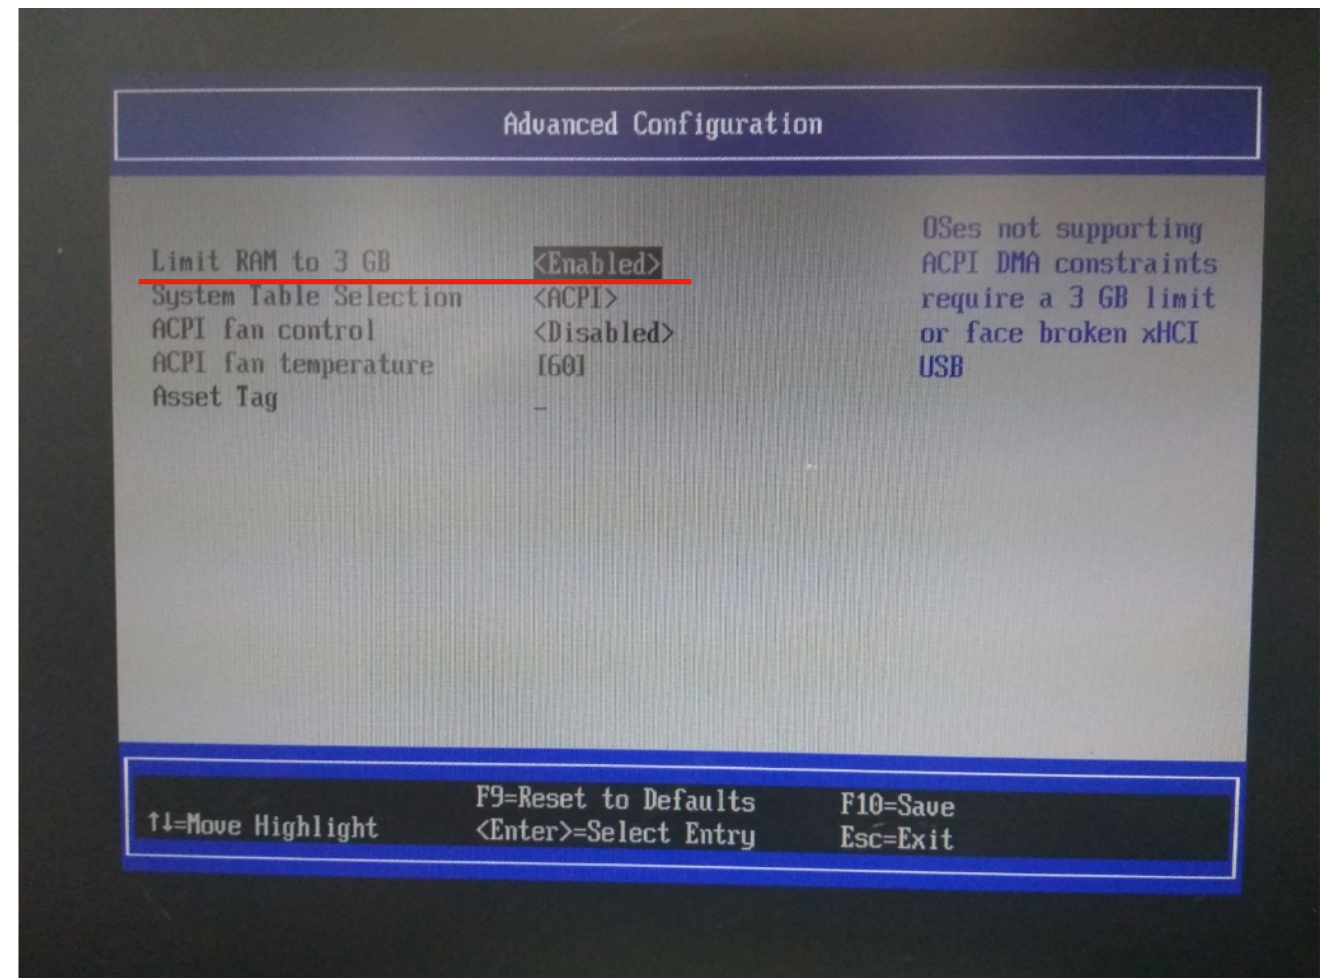 Advanced Configuration
Limit RAM to 3 GB <Enabled>
System Table Selection <ACPI>
ACPI fan control <Disabled>
ACPI fan temperature [60]
Asset Tag _
OSes not supporting
ACPI DMA constraints
require a 3 GB limit
or face broken xHCI
USB
F9=Reset to Defaults F10=Save
↑↓=Move Highlight <Enter>=Select Entry Esc=Exit